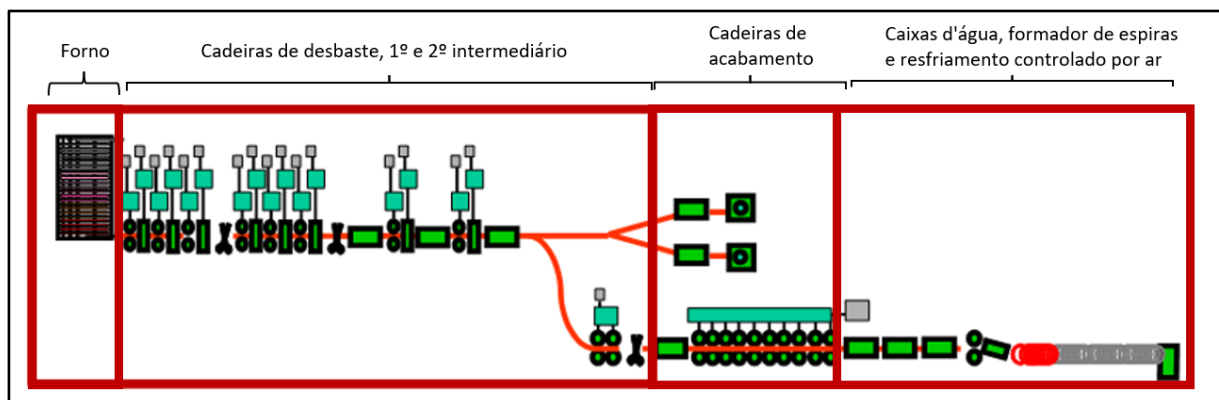 Forno
Cadeiras de desbaste, 1º e 2º intermediário
Cadeiras de
acabamento
Caixas d'água, formador de espiras
e resfriamento controlado por ar